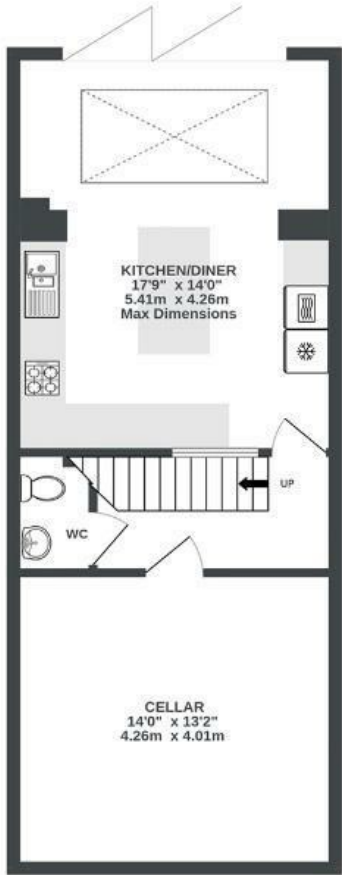 KITCHEN/DINER
17'9" x 14'0"
5.41m x 4.26m
Max Dimensions
UP
WC
CELLAR
14'0" x 13'2"
4.26m x 4.01m